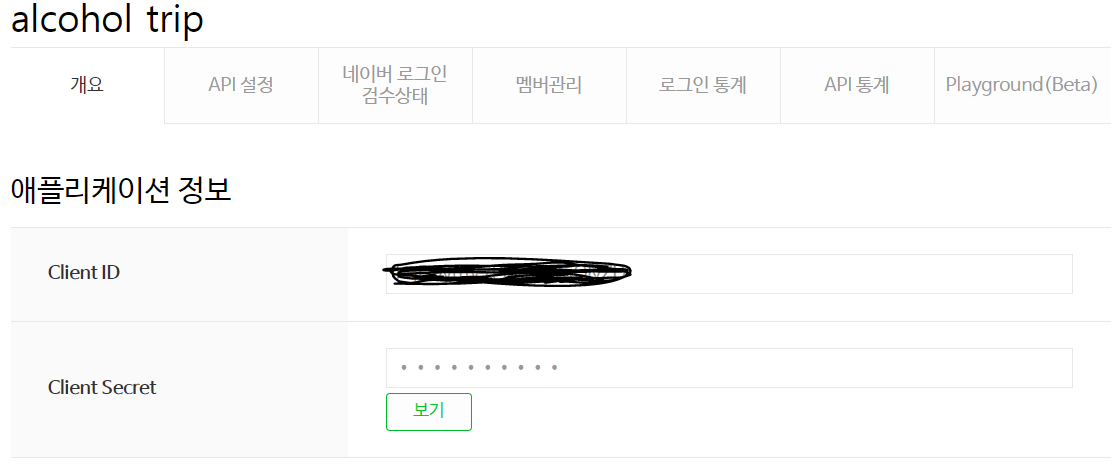 alcohol trip
개요
API 설정
네이버 로그인
검수상태
멤버관리
로그인 통계
API 통계
Playground(Beta)
애플리케이션 정보
Client ID
Client Secret
• • • • • • • • • •
보기